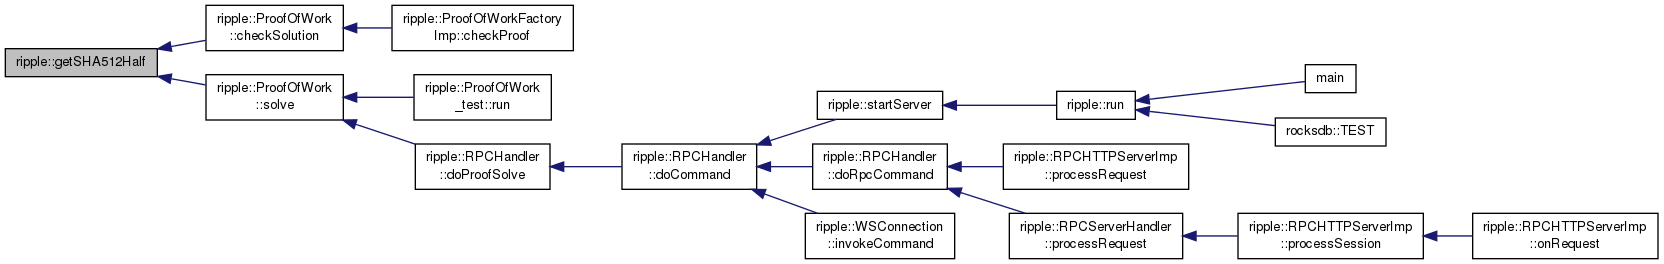 ripple::getSHA512Half
ripple::ProofOfWork
::checkSolution
ripple::ProofOfWorkFactory
Imp::checkProof
ripple::ProofOfWork
::solve
ripple::ProofOfWork
_test::run
ripple::RPCHandler
::doProofSolve
ripple::RPCHandler
::doCommand
ripple::startServer
ripple::run
main
rocksdb::TEST
ripple::RPCHandler
::doRpcCommand
ripple::RPCHTTPServerImp
::processRequest
ripple::RPCServerHandler
::processRequest
ripple::RPCHTTPServerImp
::processSession
ripple::RPCHTTPServerImp
::onRequest
ripple::WSConnection
::invokeCommand